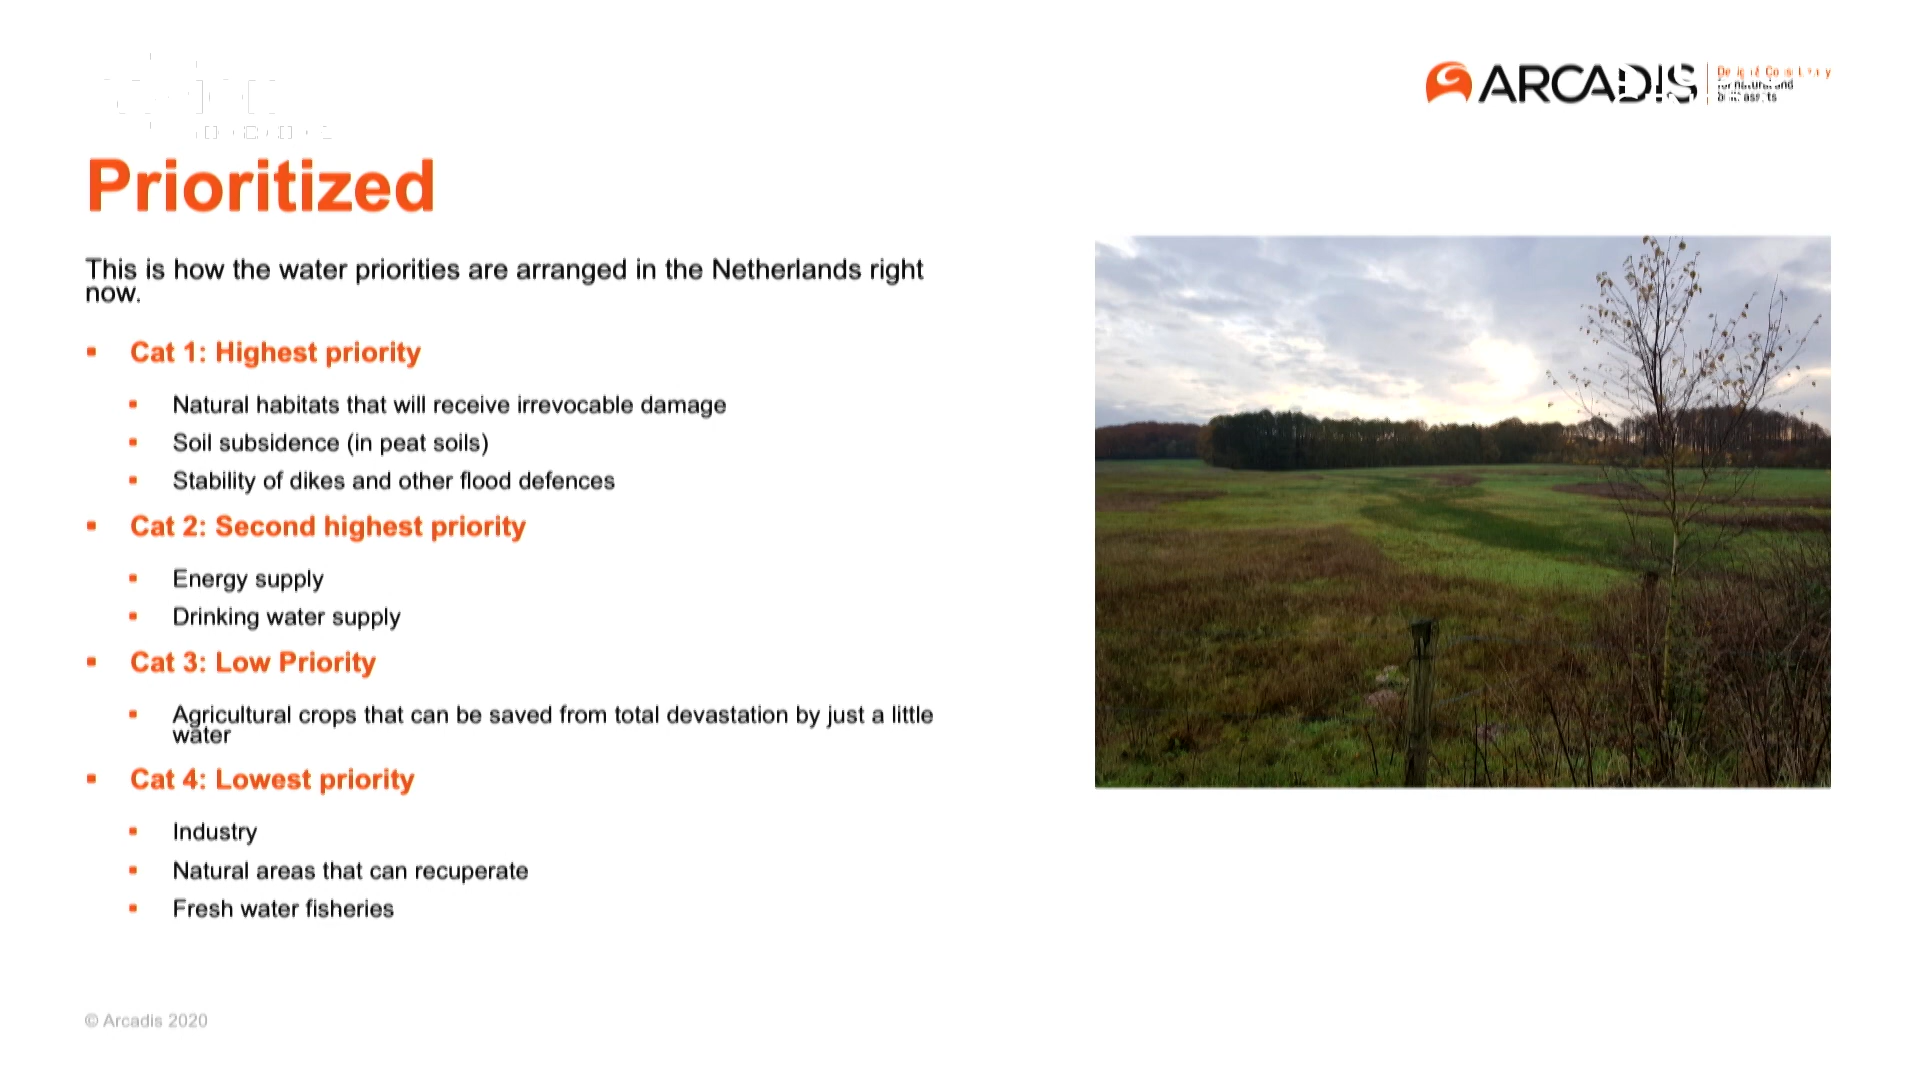 ARCADIS
for natural and
Prioritized
This is how the water priorities are arranged in the Netherlands right
now.
Cat 1: Highest priority
Natural habitats that will receive irrevocable damage
Soil subsidence (in peat soils)
Stability of dikes and other flood defences
Cat 2: Second highest priority
Energy supply
Drinking water supply
Cat 3: Low Priority
Agricultural crops that can be saved from total devastation by just a little
water
Cat 4: Lowest priority
Industry
Natural areas that can recuperate
Fresh water fisheries
© Arcadis 2020